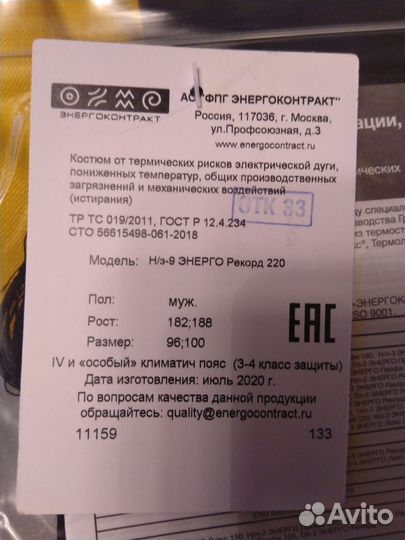 ЭНЕРГОКОНТРАКТ
АО "ФПГ ЭНЕРГОКОНТРАКТ"
Россия, 117036, г. Москва,
ул.Профсоюзная, д.3
www.energocontract.ru
Костюм от термических рисков электрической дуги,
пониженных температур, общих производственных
загрязнений и механических воздействий
(истирания)
ОТК 33
ТР ТС 019/2011, ГОСТ Р 12.4.234
СТО 56615498-061-2018
Модель: Н/з-9 ЭНЕРГО Рекорд 220
Пол: муж.
Рост: 182;188
Размер: 96;100
EAC
IV и «особый» климатич пояс (3-4 класс защиты)
Дата изготовления: июль 2020 г.
По вопросам качества данной продукции
обращайтесь: quality@energocontract.ru
11159 133
ISO 9001.
Avito